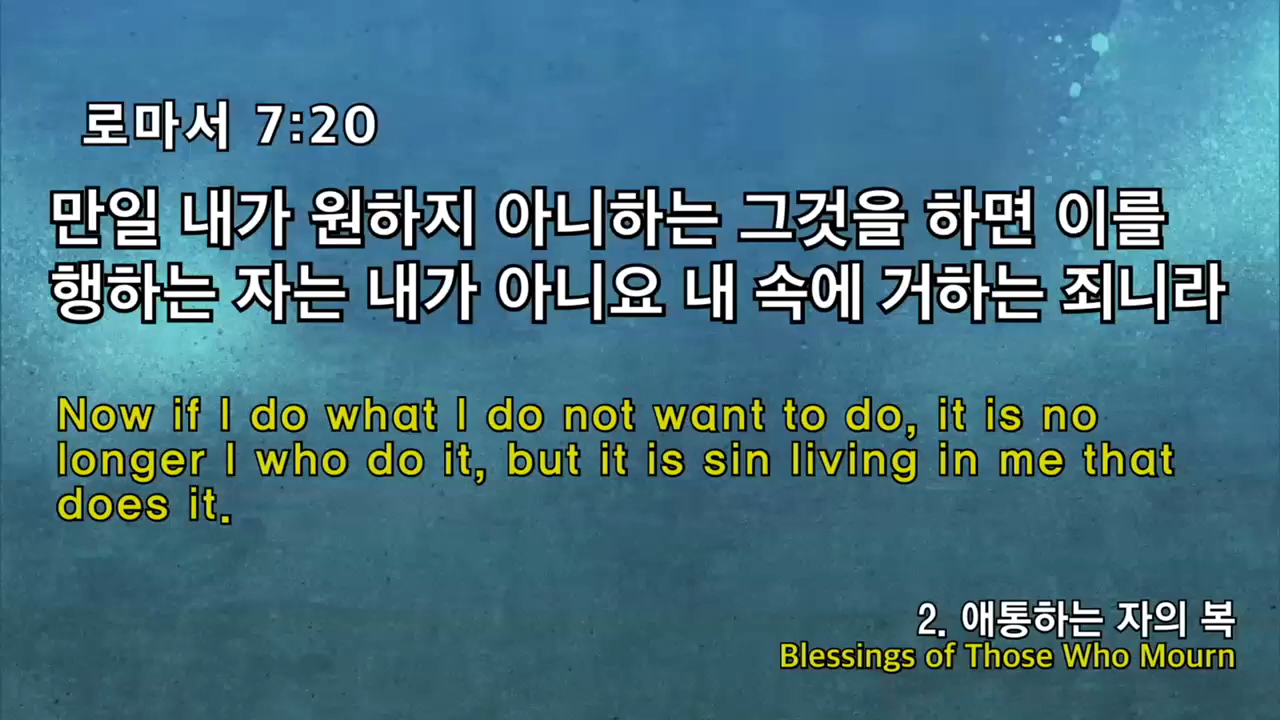 로마서 7:20
만일 내가 원하지 아니하는 그것을 하면 이를
행하는 자는 내가 아니요 내 속에 거하는 죄니라
Now if I do what I do not want to do, it is no
longer I who do it, but it is sin living in me that
does it.
2. 애통하는 자의 복
Blessings of Those Who Mourn